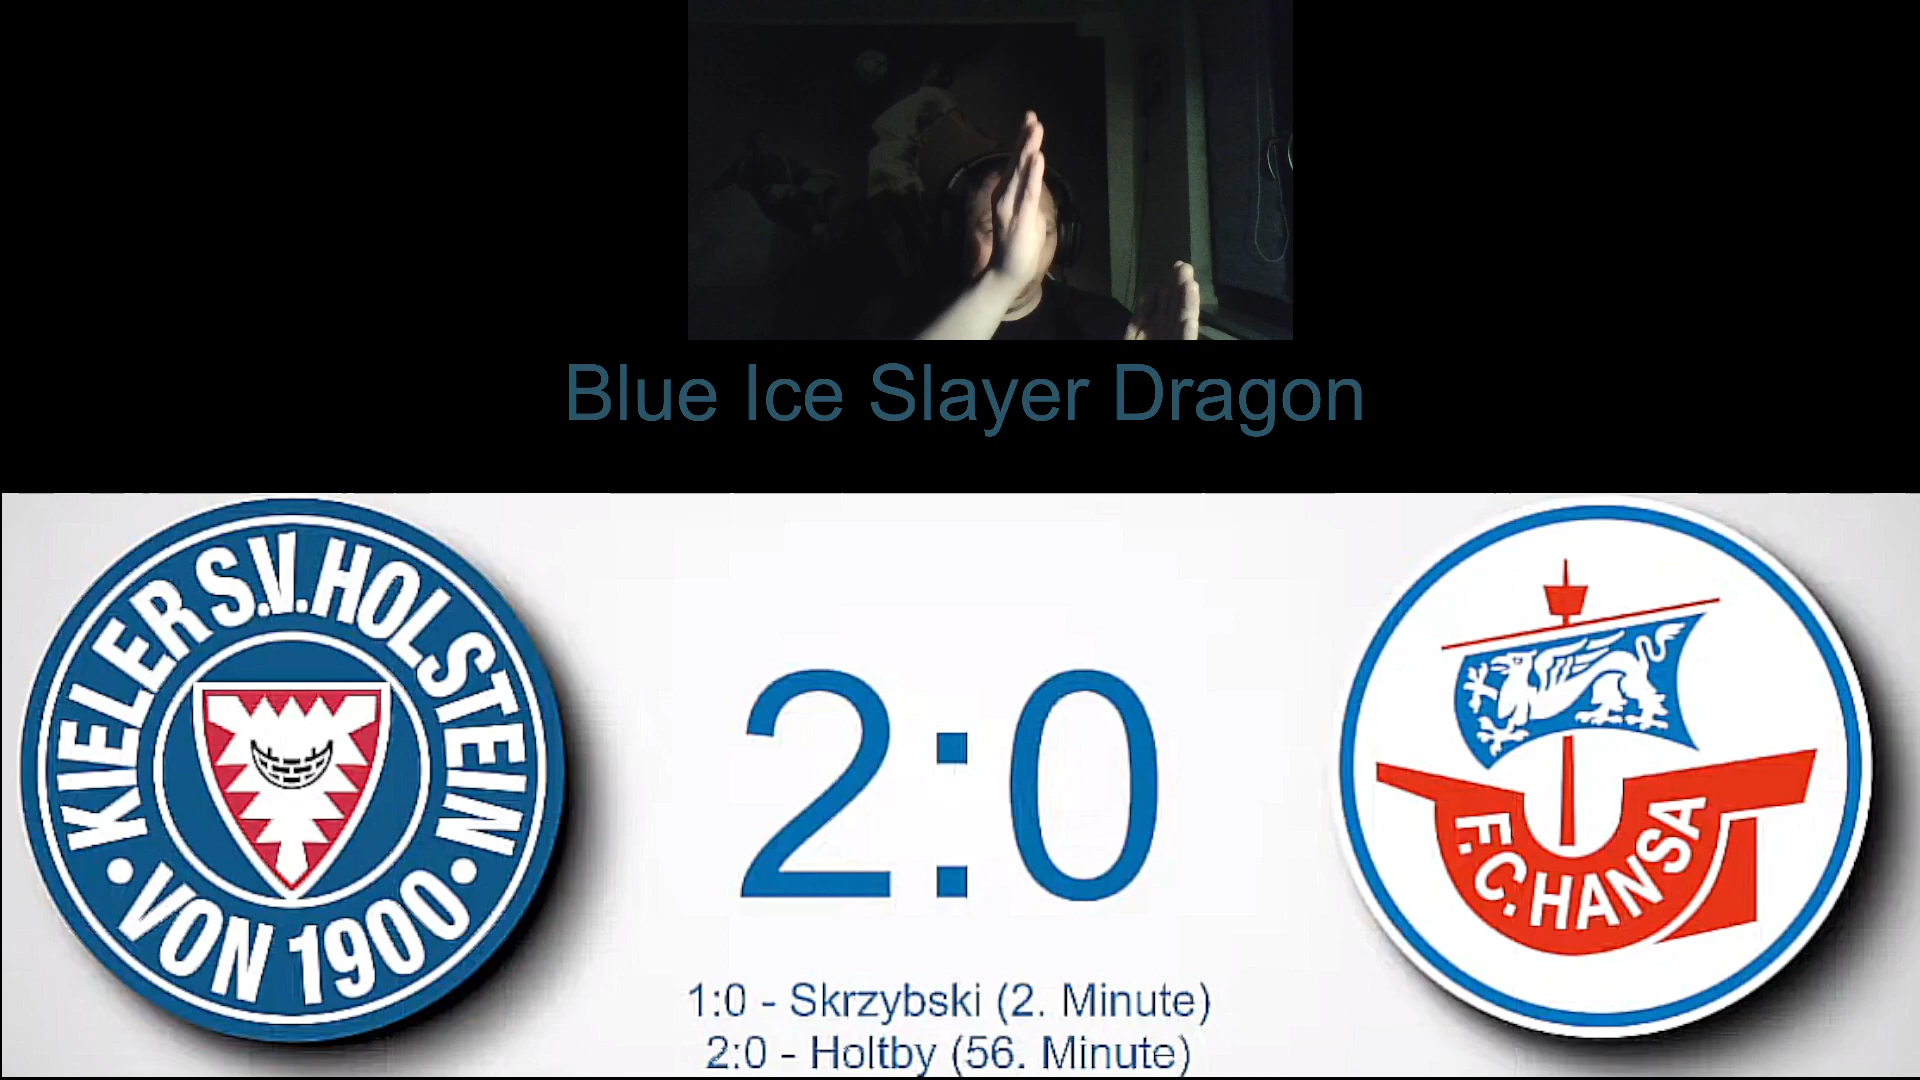 Blue Ice Slayer Dragon
KIELER S.V. HOLSTEIN
• VON 1900 •
2:0
F.C. HANSA
1:0 - Skrzybski (2. Minute)
2:0 - Holtby (56. Minute)